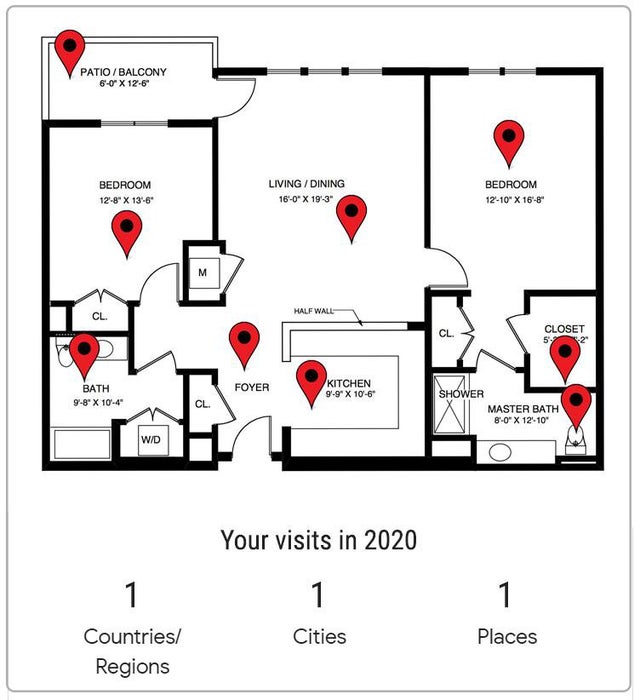 PATIO / BALCONY
6'-0" X 12'-6"
BEDROOM
12'-8" X 13'-6"
LIVING / DINING
16'-0" X 19'-3"
BEDROOM
12'-10" X 16'-8"
M
CL.
HALF WALL
CL.
CLOSET
BATH
9'-8" X 10'-4"
FOYER
KITCHEN
9'-9" X 10'-6"
CL.
SHOWER
MASTER BATH
8'-0" X 12'-10"
W/D
Your visits in 2020
1
Countries/
Regions
1
Cities
1
Places